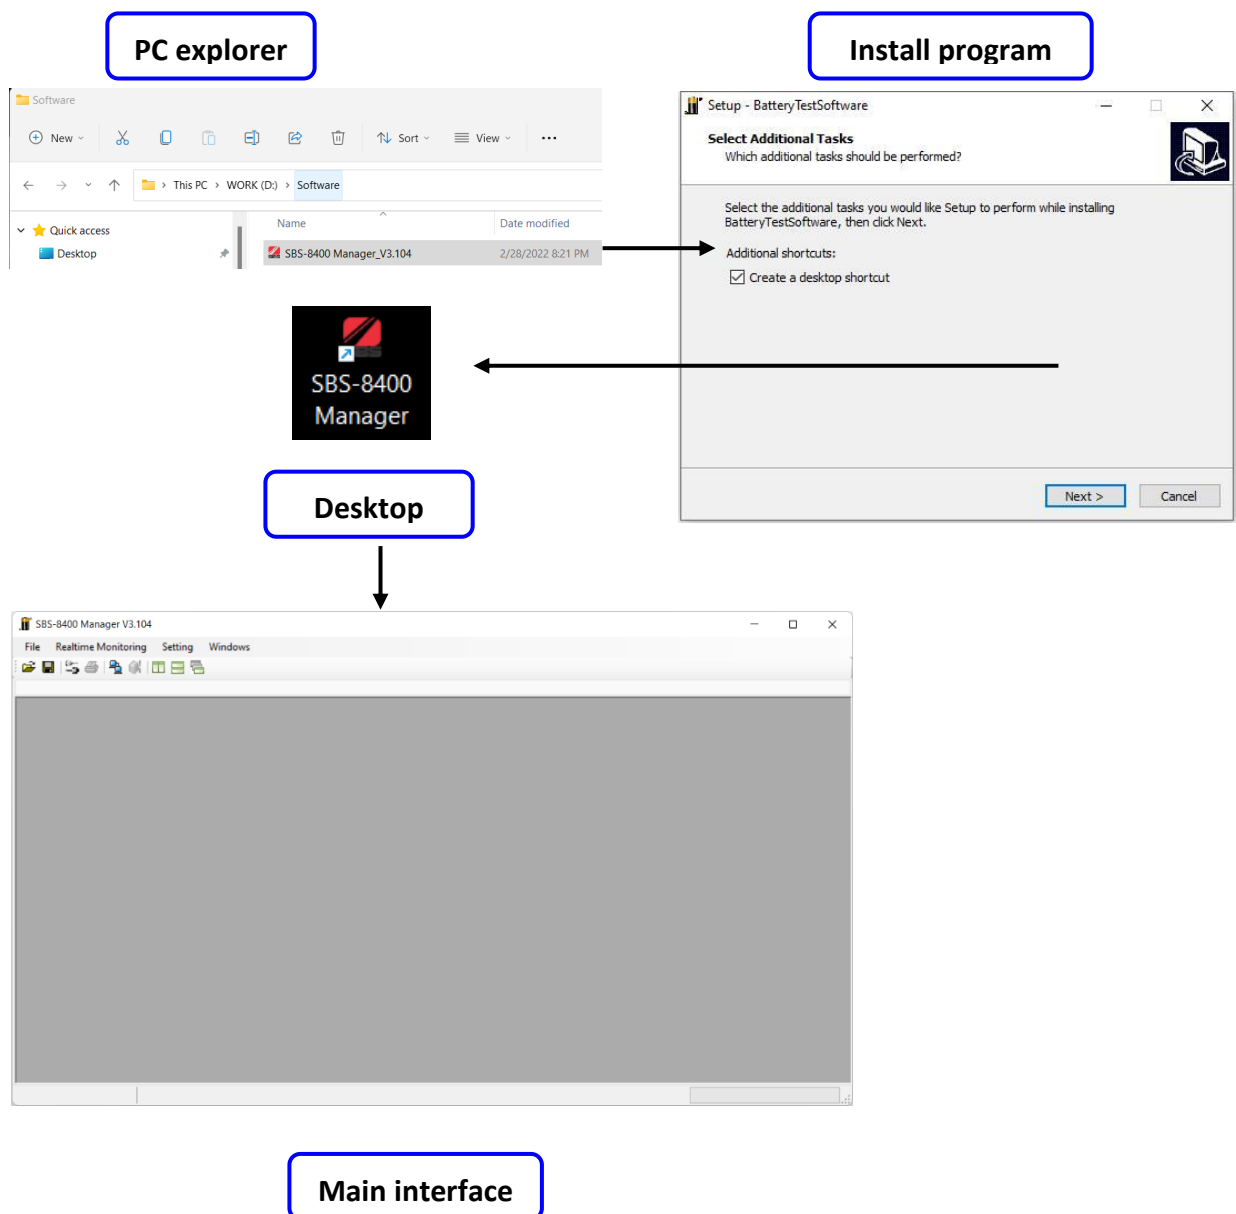 PC explorer
Install program
Software
New
Sort
View
This PC > WORK (D:) > Software
Quick access
Desktop
Name
Date modified
SBS-8400 Manager_V3.104
2/28/2022 8:21 PM
Setup - BatteryTestSoftware
Select Additional Tasks
Which additional tasks should be performed?
Select the additional tasks you would like Setup to perform while installing
BatteryTestSoftware, then click Next.
Additional shortcuts:
Create a desktop shortcut
Next >
Cancel
SBS-8400
Manager
Desktop
SBS-8400 Manager V3.104
File Realtime Monitoring Setting Windows
Main interface